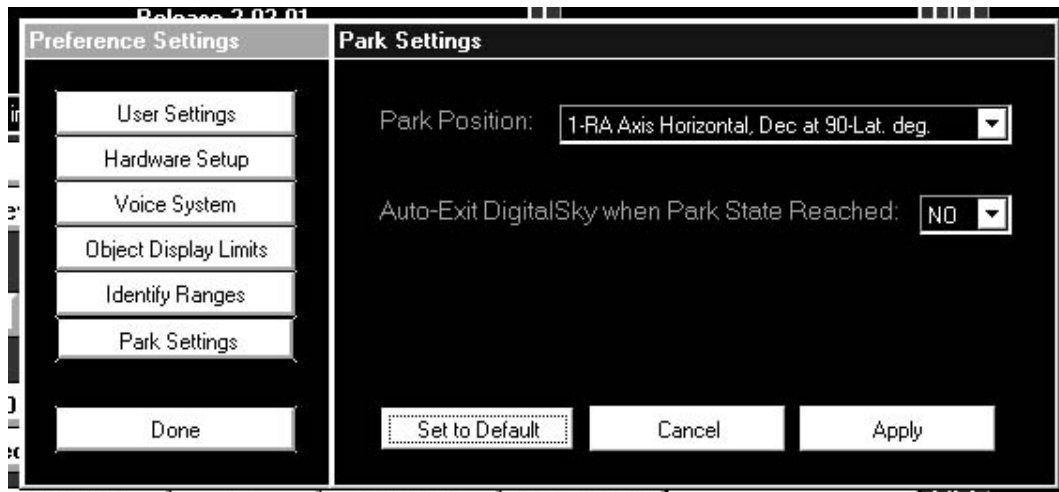 Release 2.02.01
Preference Settings
Park Settings
User Settings
Hardware Setup
Voice System
Object Display Limits
Identify Ranges
Park Settings
Done
Park Position: 1-RA Axis Horizontal, Dec at 90-Lat. deg.
Auto-Exit DigitalSky when Park State Reached: NO
Set to Default
Cancel
Apply